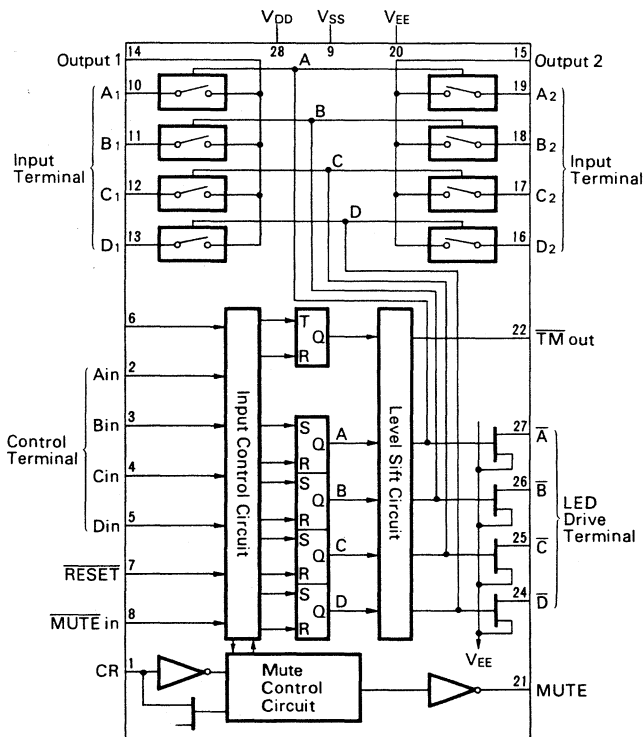 VDD VSS VEE
28 9 20
14 15
Output 1 A Output 2
10 19
A1 A2
B
11 18
B1 B2
Input Terminal
Input Terminal
C
12 17
C1 C2
D
13 16
D1 D2
6
T
Q
R
22
TM out
Control Terminal
Ain 2
Bin 3
Cin 4
Din 5
RESET 7
MUTE in 8
Input Control Circuit
S Q A
R
S Q B
R
S Q C
R
S Q D
R
Level Sift Circuit
27 A
26 B
25 C
24 D
LED Drive Terminal
VEE
CR 1
Mute Control Circuit
21
MUTE